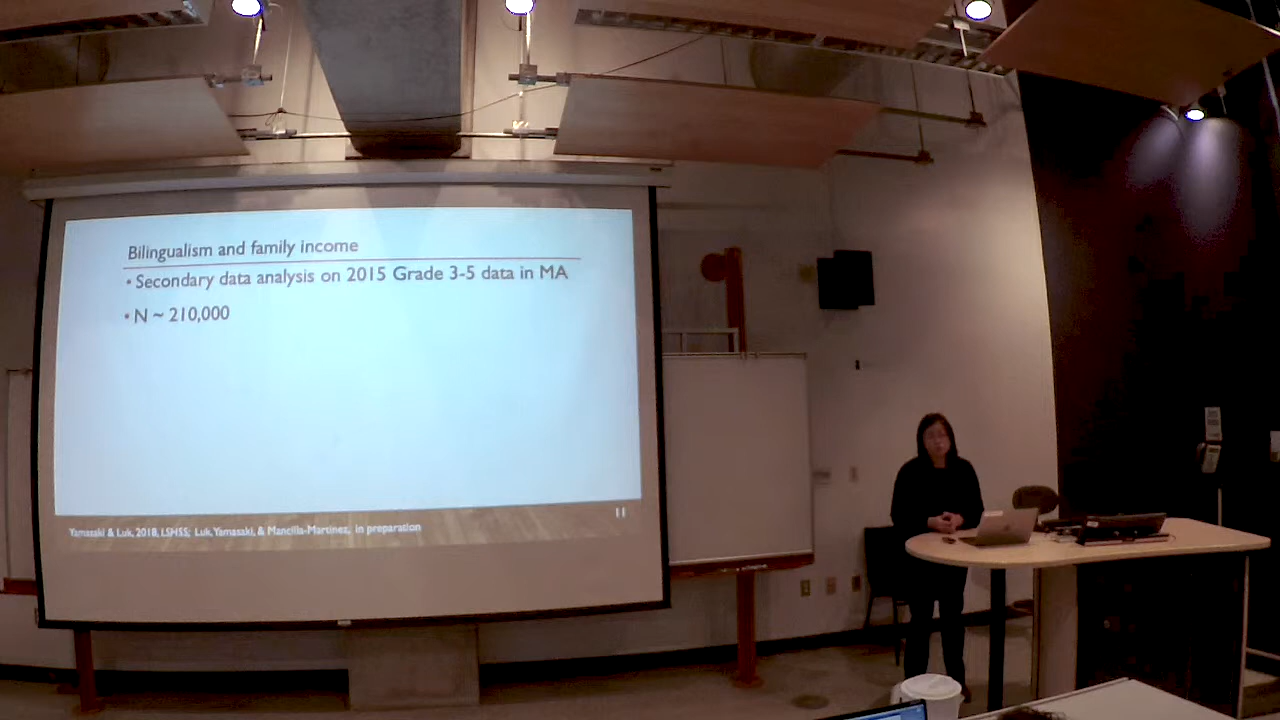 Bilingualism and family income
• Secondary data analysis on 2015 Grade 3-5 data in MA
• N ~ 210,000
11
Yamasaki & Luk, 2018, LSHSS; Luk, Yamasaki, & Mancilla-Martinez, in preparation